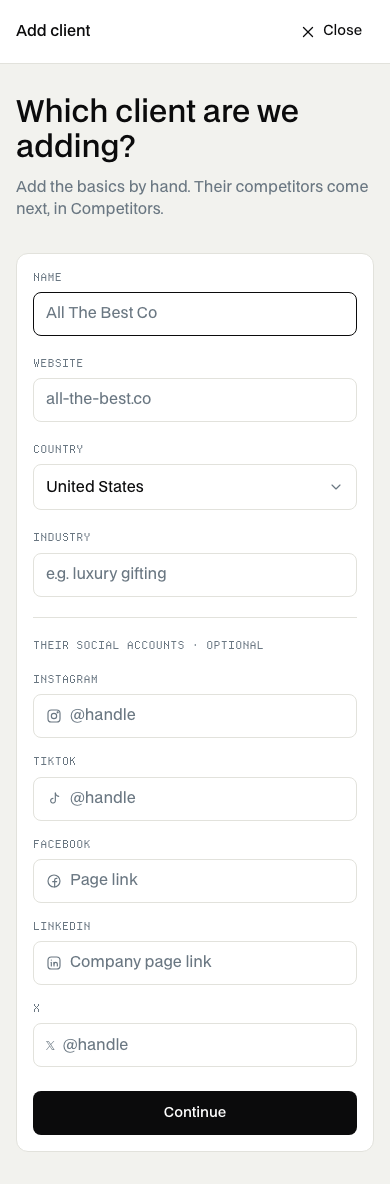 Add client
Close
Which client are we
adding?
Add the basics by hand. Their competitors come
next, in Competitors.
NAME
All The Best Co
WEBSITE
all-the-best.co
COUNTRY
United States
INDUSTRY
e.g. luxury gifting
THEIR SOCIAL ACCOUNTS · OPTIONAL
INSTAGRAM
@handle
TIKTOK
@handle
FACEBOOK
Page link
LINKEDIN
Company page link
X
@handle
Continue